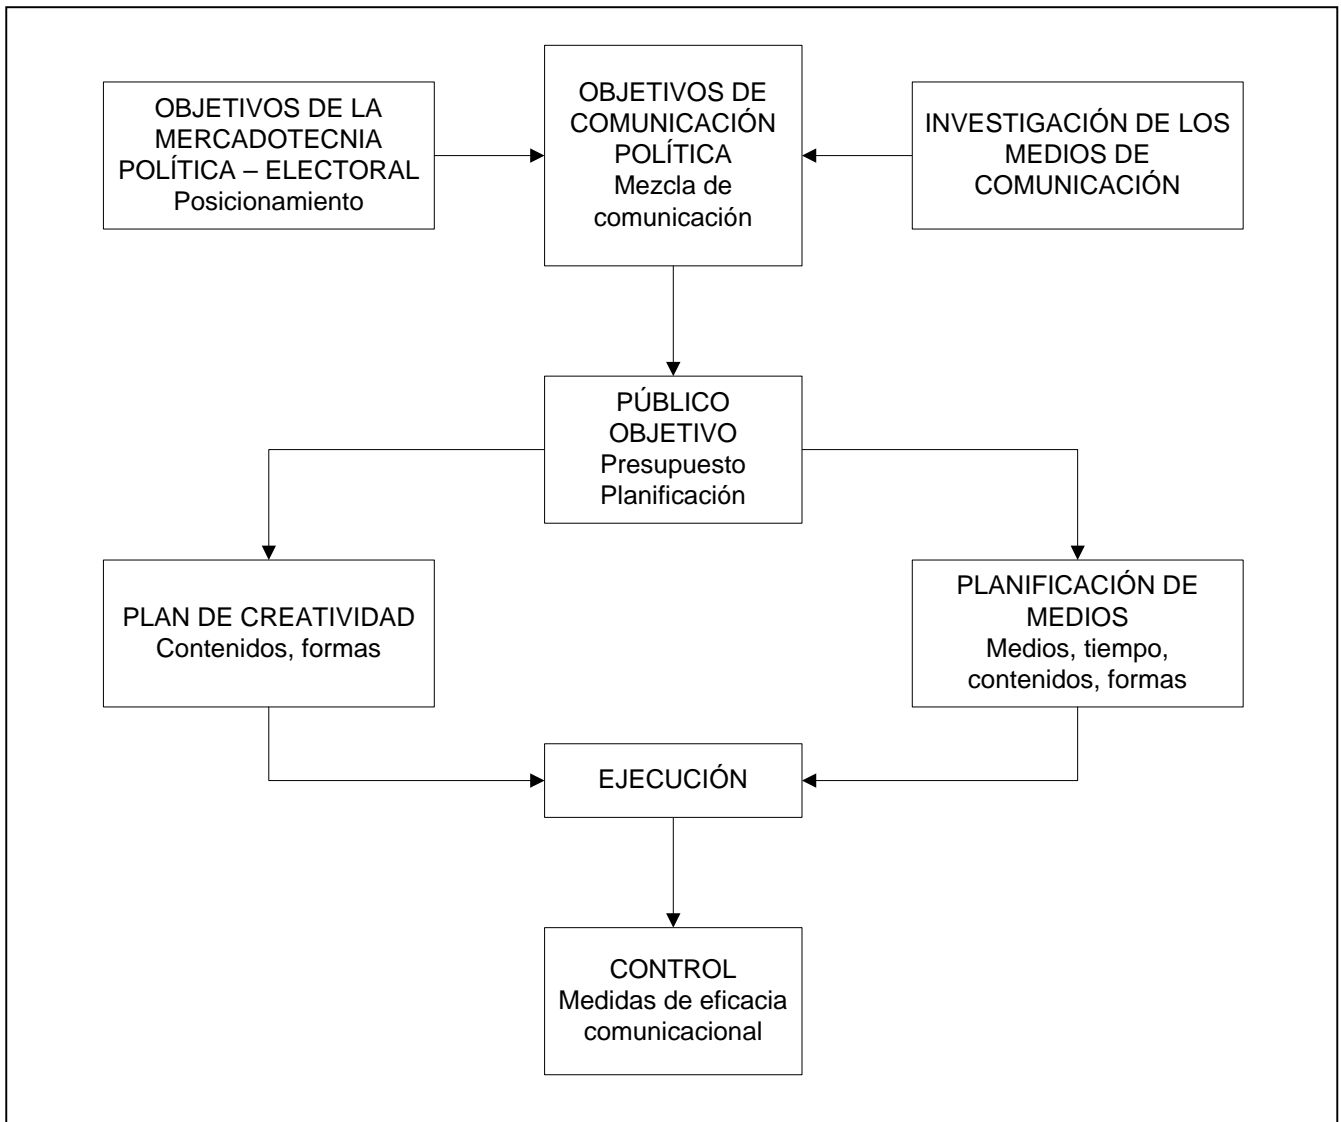 OBJETIVOS DE LA
MERCADOTECNIA
POLÍTICA – ELECTORAL
Posicionamiento
OBJETIVOS DE
COMUNICACIÓN
POLÍTICA
Mezcla de
comunicación
INVESTIGACIÓN DE LOS
MEDIOS DE
COMUNICACIÓN
PÚBLICO
OBJETIVO
Presupuesto
Planificación
PLAN DE CREATIVIDAD
Contenidos, formas
PLANIFICACIÓN DE
MEDIOS
Medios, tiempo,
contenidos, formas
EJECUCIÓN
CONTROL
Medidas de eficacia
comunicacional